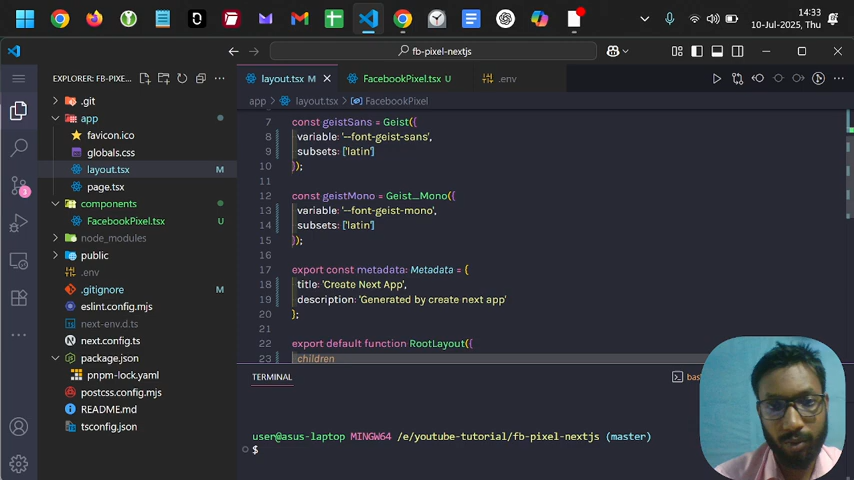 14:33
10-Jul-2025, Thu
fb-pixel-nextjs
EXPLORER: FB-PIX...
layout.tsx M
FacebookPixel.tsx U
.env
app > layout.tsx > FacebookPixel
.git
app
favicon.ico
globals.css
layout.tsx M
page.tsx
components
FacebookPixel.tsx U
node_modules
public
.env
.gitignore
eslint.config.mjs
next-env.d.ts
next.config.ts
package.json
pnpm-lock.yaml
postcss.config.mjs
README.md
tsconfig.json
3
7 const geistSans = Geist({
8 variable: '--font-geist-sans',
9 subsets: ['latin']
10 });
11
12 const geistMono = Geist_Mono({
13 variable: '--font-geist-mono',
14 subsets: ['latin']
15 });
16
17 export const metadata: Metadata = {
18 title: 'Create Next App',
19 description: 'Generated by create next app'
20 };
21
22 export default function RootLayout({
23 children
TERMINAL
bas
user@asus-laptop MINGW64 /e/youtube-tutorial/fb-pixel-nextjs (master)
$